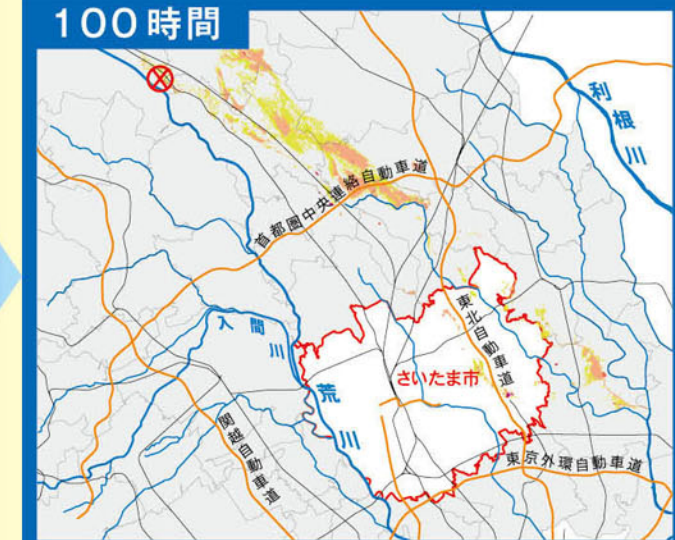 100時間
利根川
首都圏中央連絡自動車道
入間川
荒川
さいたま市
東北自動車道
関越自動車道
東京外環自動車道